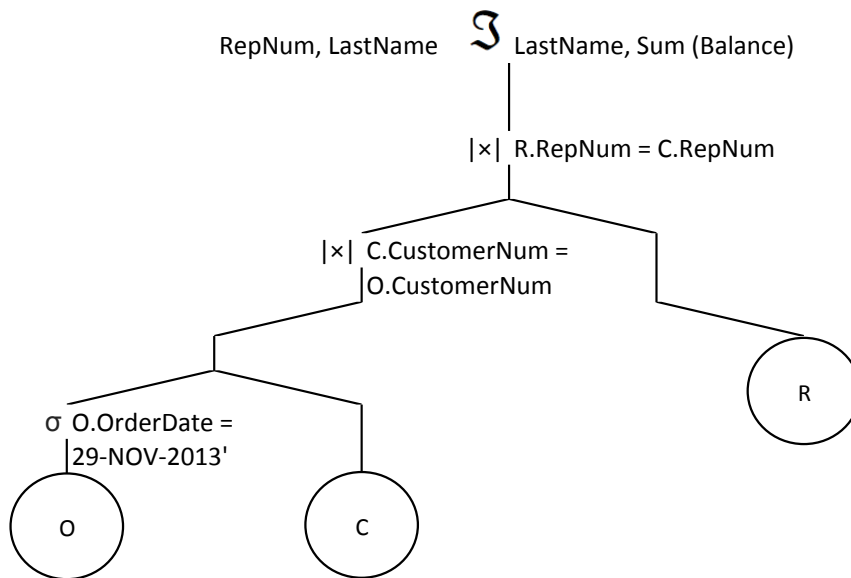 RepNum, LastName ℑ LastName, Sum (Balance)
|×| R.RepNum = C.RepNum
|×| C.CustomerNum =
O.CustomerNum
R
σ O.OrderDate =
29-NOV-2013'
O
C